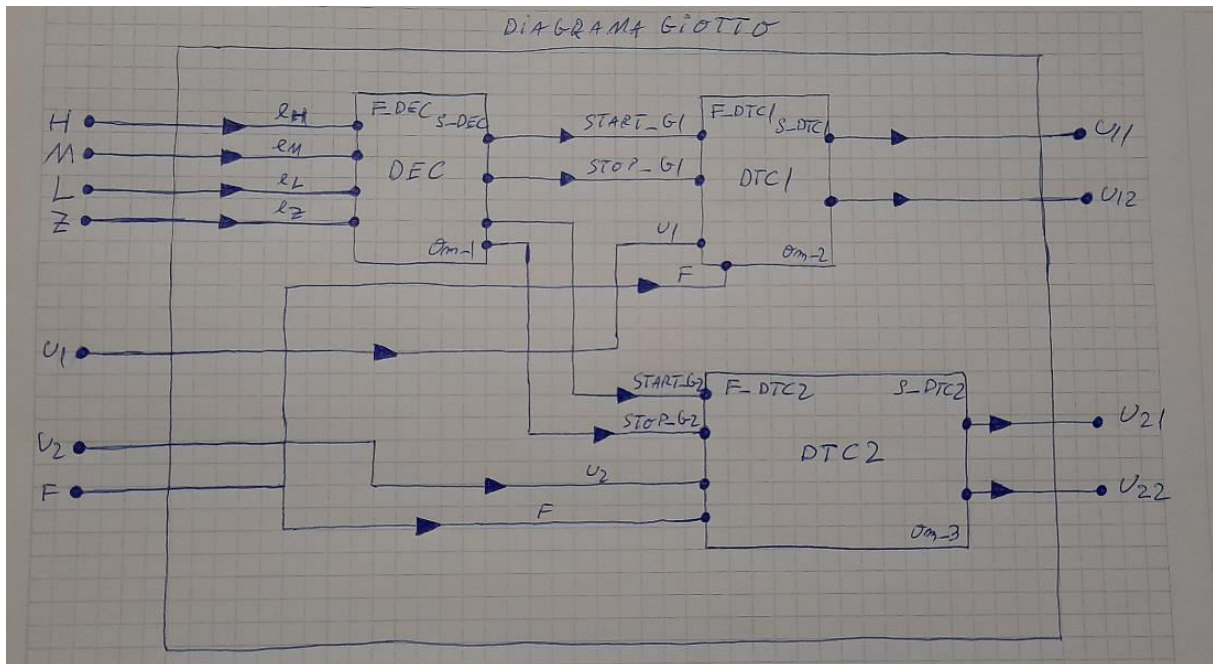 DIAGRAMA GIOTTO
H
M
L
Z
eH
eM
eL
eZ
F_DEC
S_DEC
DEC
Om_1
START_G1
STOP_G1
U1
F
F_DTC1
S_DTC1
DTC1
Om_2
U11
U12
U1
U2
F
START_G2
STOP_G2
U2
F
F_DTC2
S_DTC2
DTC2
Om_3
U21
U22